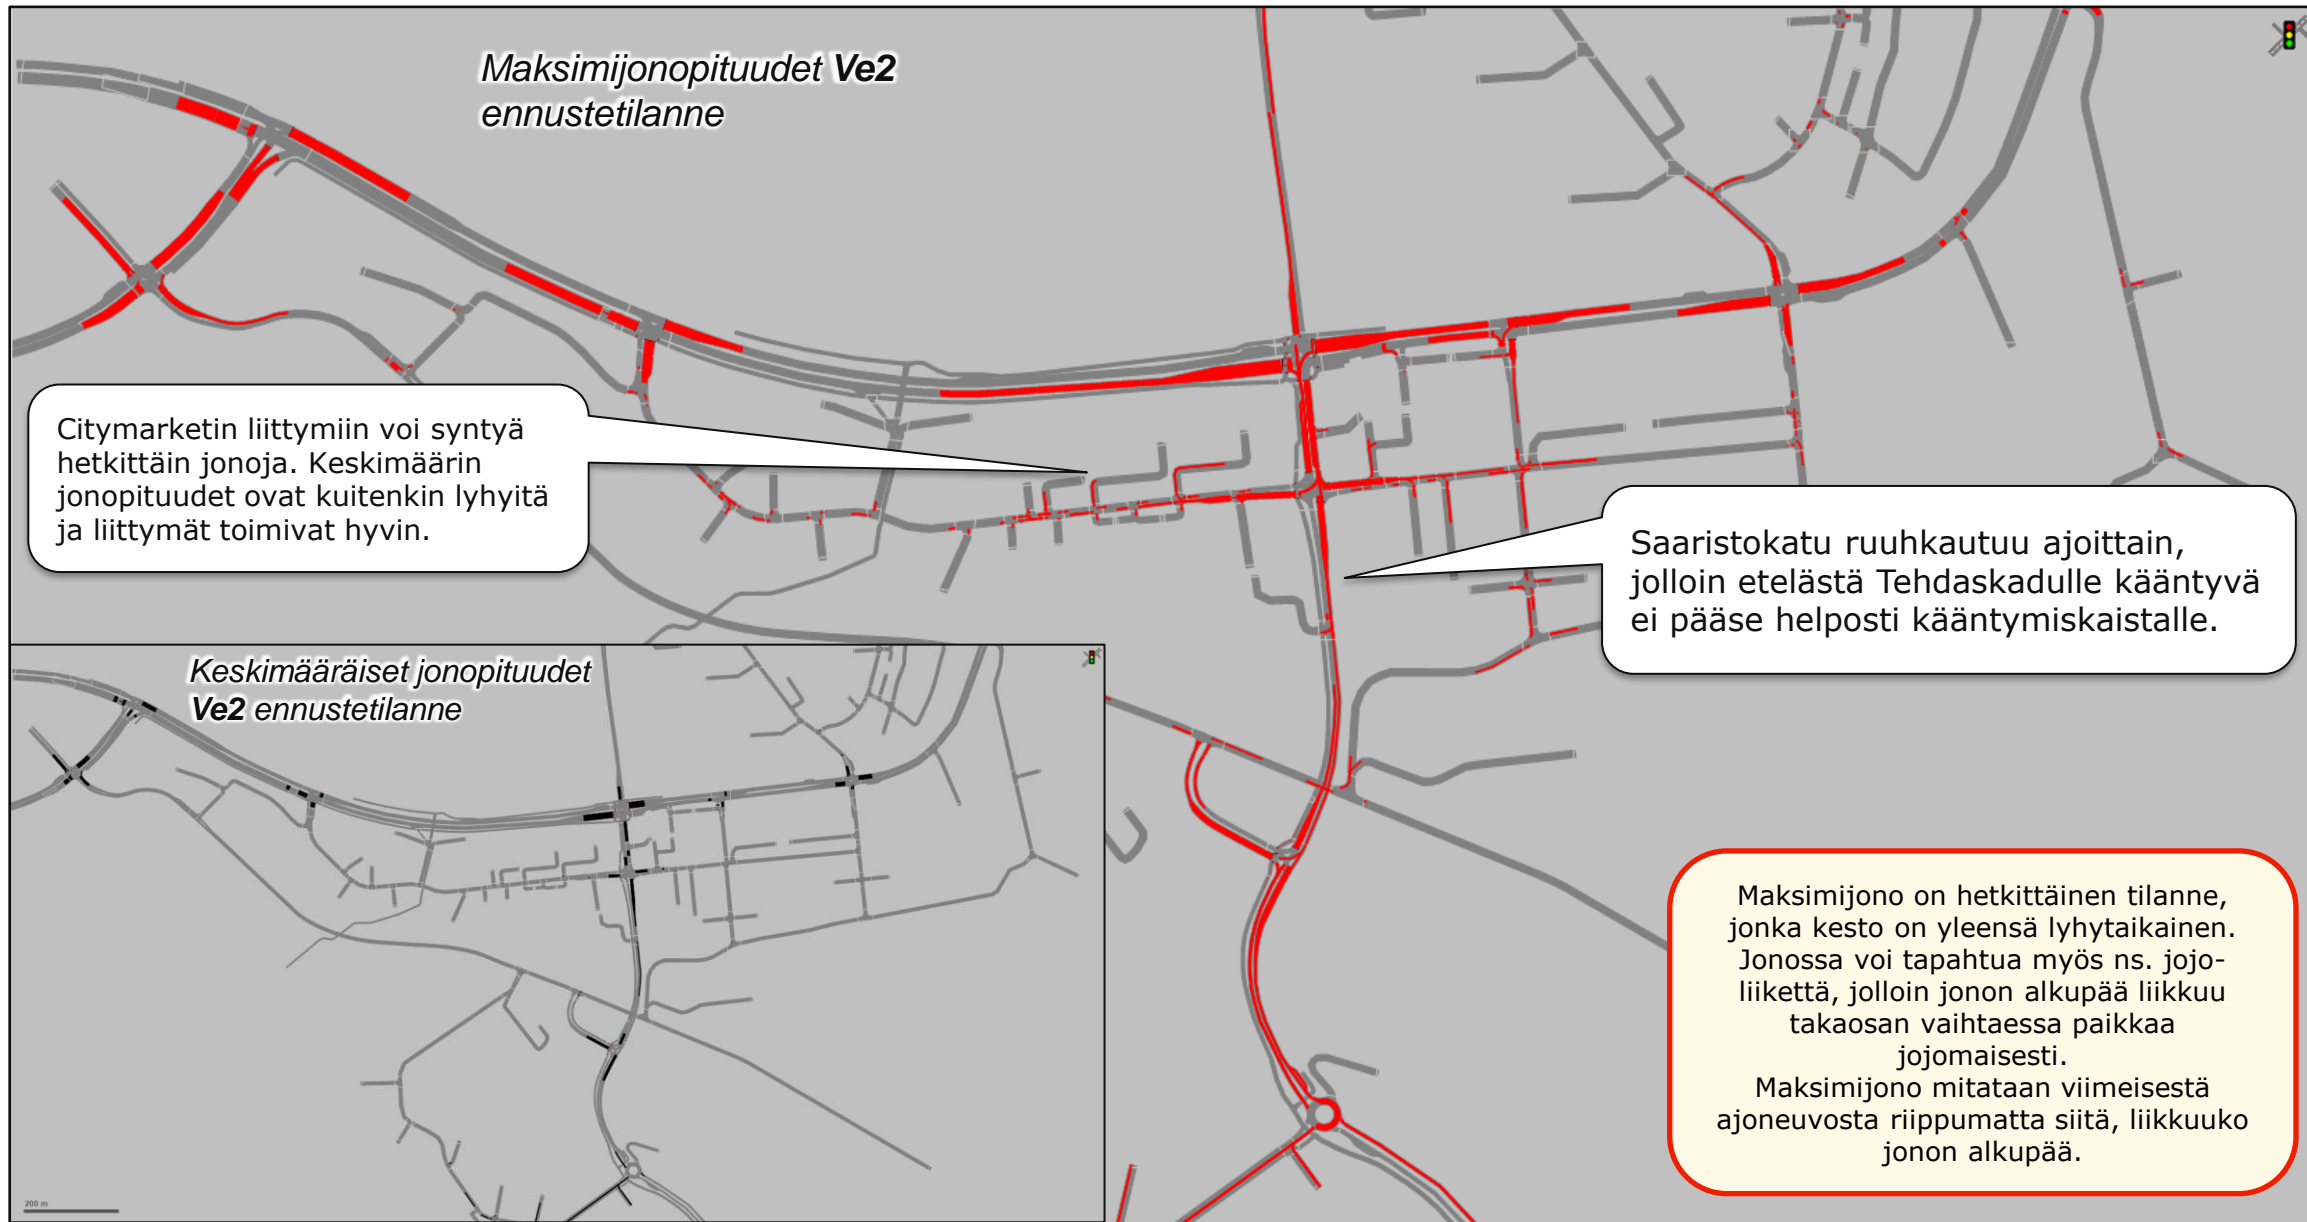 Maksimijonopituudet Ve2
ennustetilanne
Citymarketin liittymiin voi syntyä
hetkittäin jonoja. Keskimäärin
jonopituudet ovat kuitenkin lyhyitä
ja liittymät toimivat hyvin.
Saaristokatu ruuhkautuu ajoittain,
jolloin etelästä Tehdaskadulle kääntyvä
ei pääse helposti kääntymiskaistalle.
Keskimääräiset jonopituudet
Ve2 ennustetilanne
Maksimijono on hetkittäinen tilanne,
jonka kesto on yleensä lyhytaikainen.
Jonossa voi tapahtua myös ns. jojo-
liikettä, jolloin jonon alkupää liikkuu
takaosan vaihtaessa paikkaa
jojomaisesti.
Maksimijono mitataan viimeisestä
ajoneuvosta riippumatta siitä, liikkuuko
jonon alkupää.
200 m